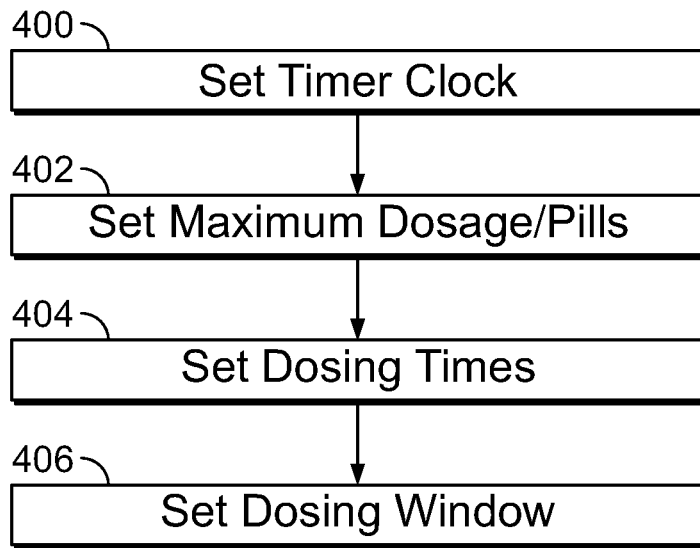 400
Set Timer Clock
402
Set Maximum Dosage/Pills
404
Set Dosing Times
406
Set Dosing Window